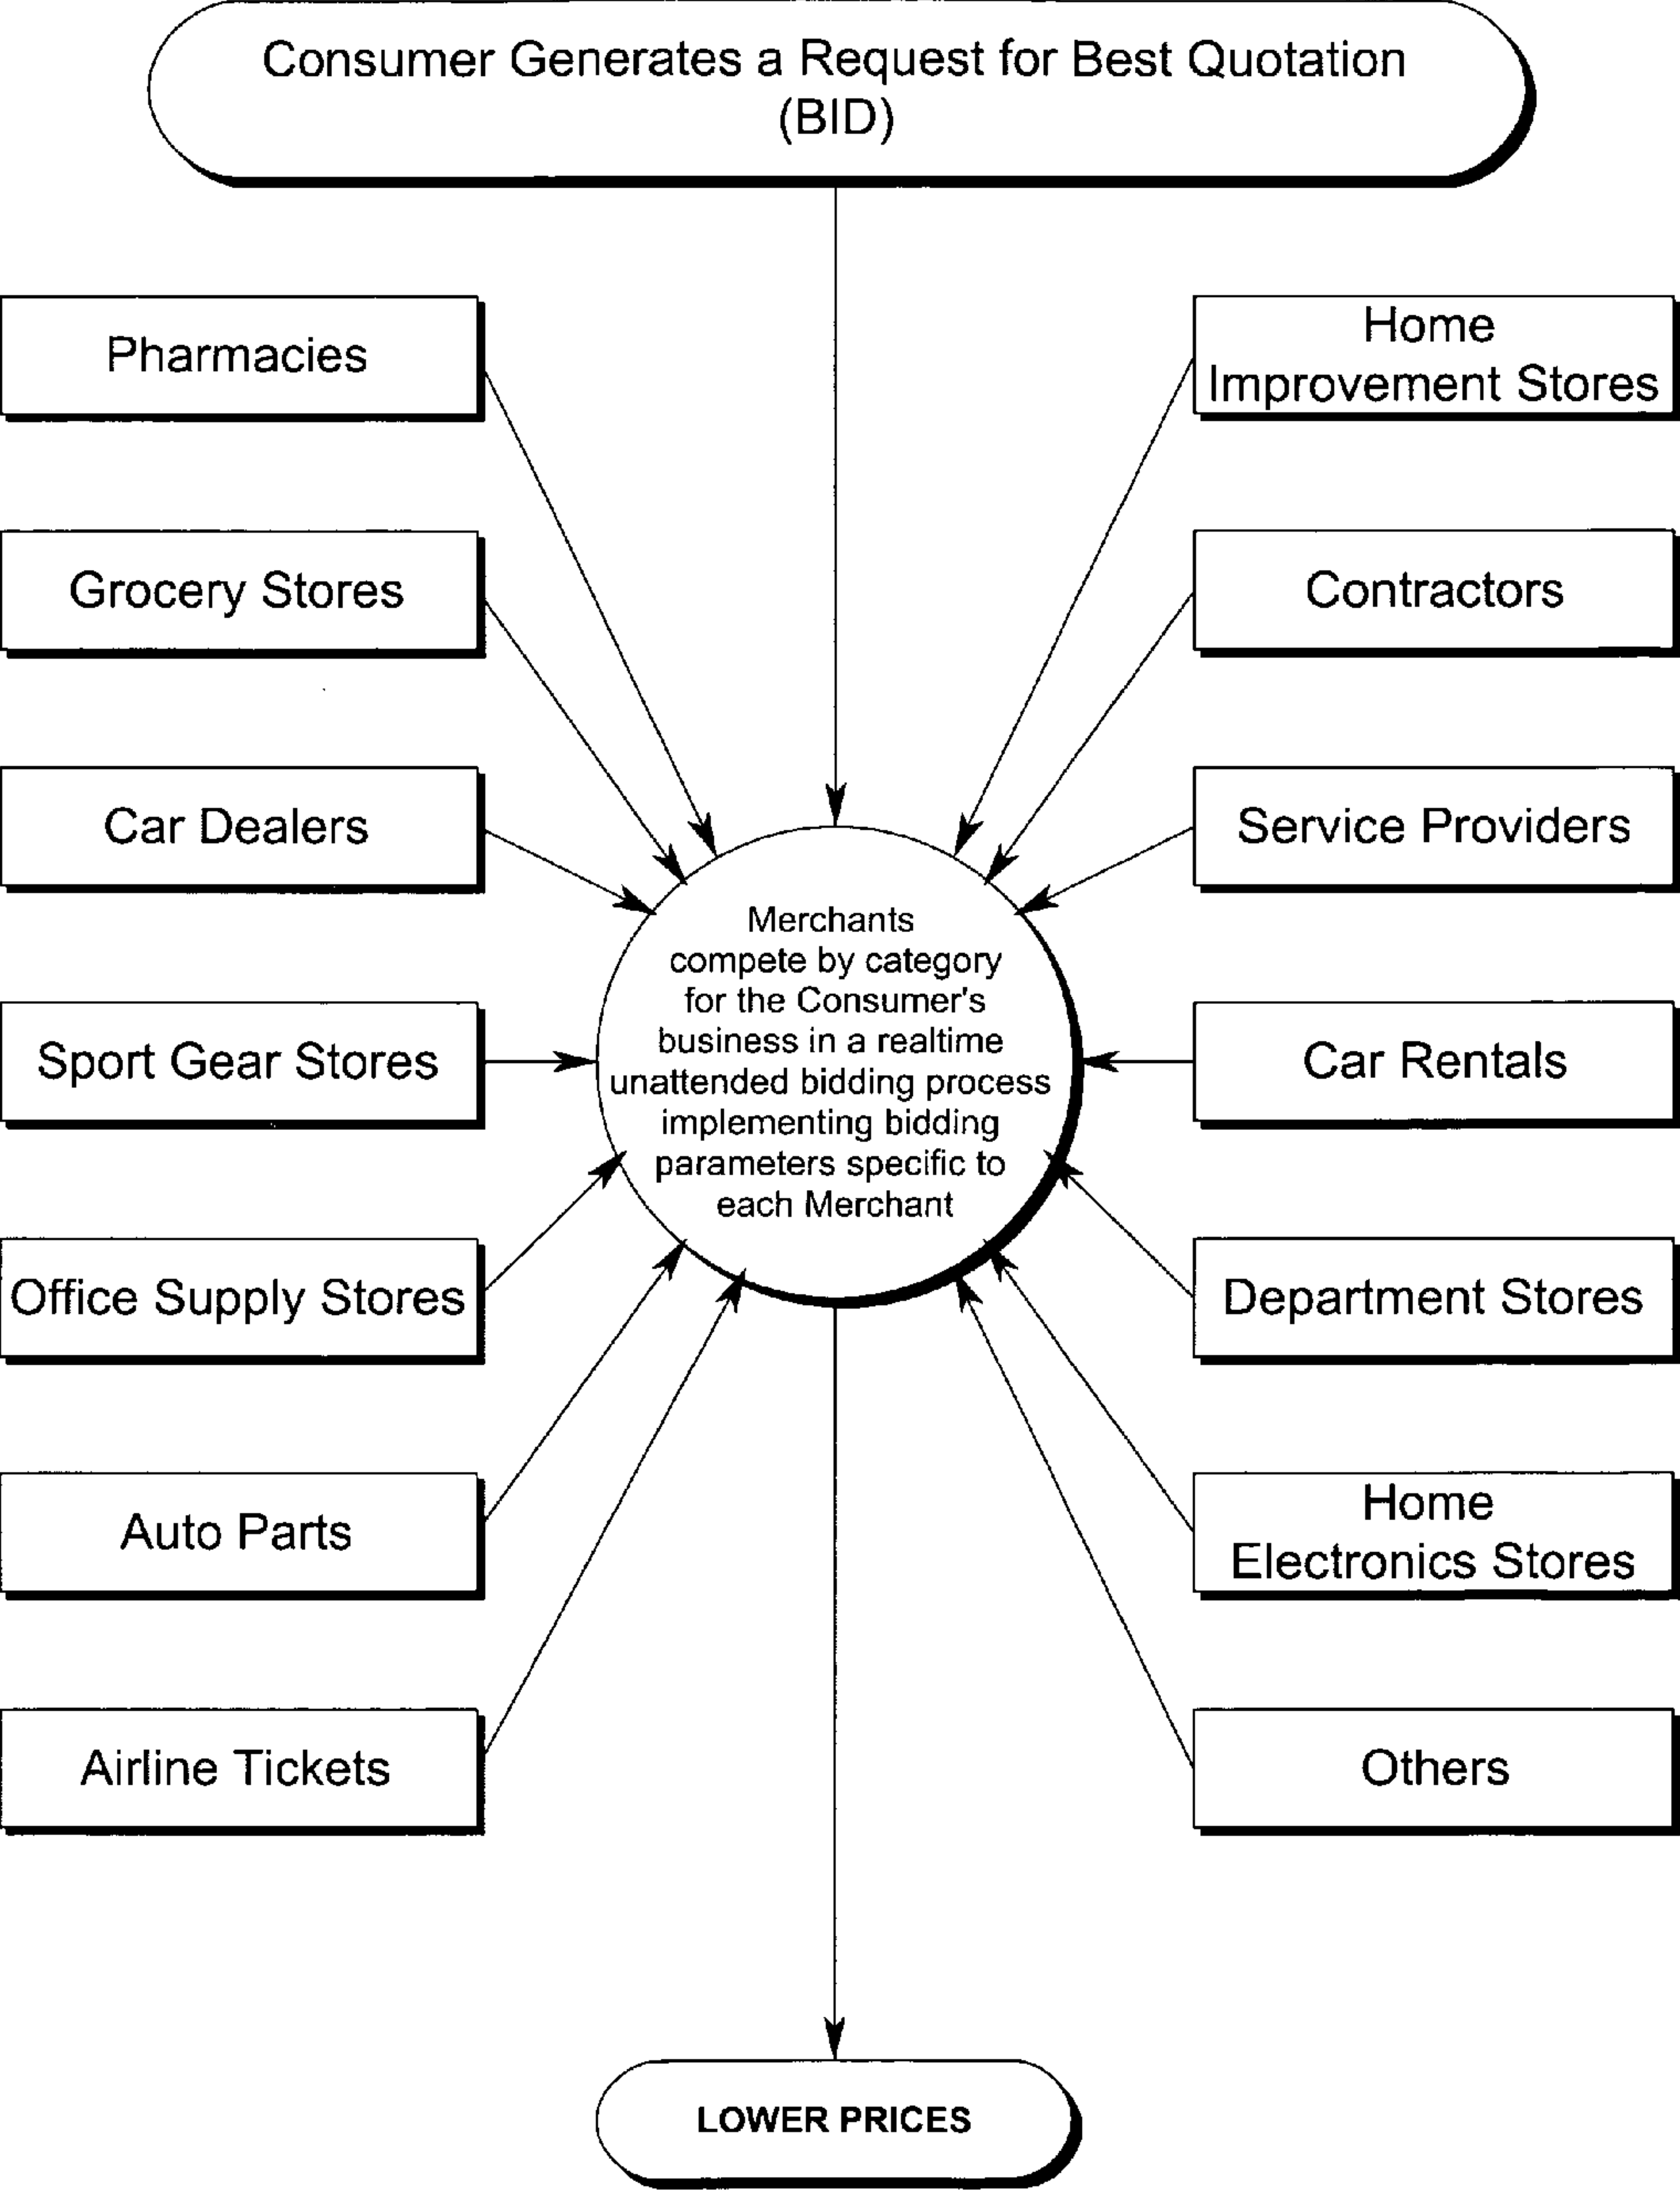 Consumer Generates a Request for Best Quotation
(BID)
Pharmacies
Grocery Stores
Car Dealers
Sport Gear Stores
Office Supply Stores
Auto Parts
Airline Tickets
Merchants
compete by category
for the Consumer's
business in a realtime
unattended bidding process
implementing bidding
parameters specific to
each Merchant
Home
Improvement Stores
Contractors
Service Providers
Car Rentals
Department Stores
Home
Electronics Stores
Others
LOWER PRICES